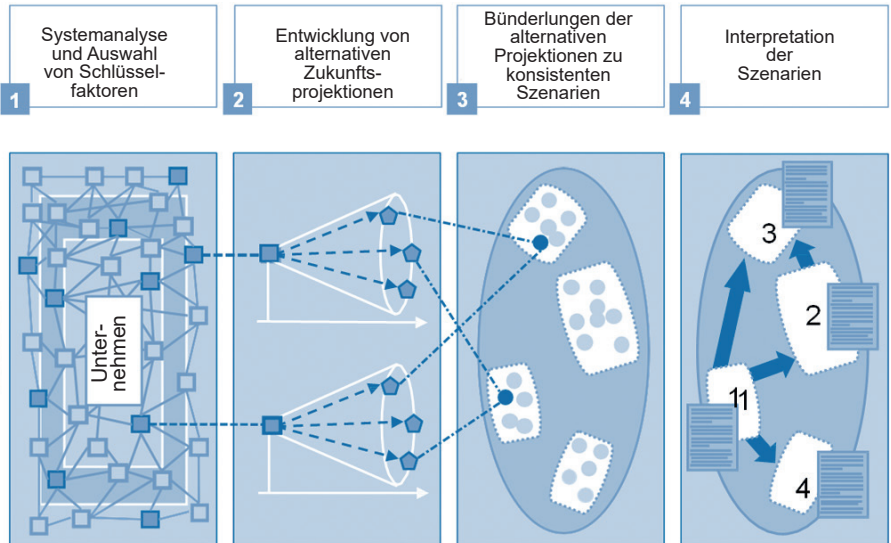 Systemanalyse
und Auswahl
von Schlüssel-
faktoren
1
Entwicklung von
alternativen
Zukunfts-
projektionen
2
Bünderlungen der
alternativen
Projektionen zu
konsistenten
Szenarien
3
Interpretation
der
Szenarien
4
Unter-
nehmen
3
2
11
4